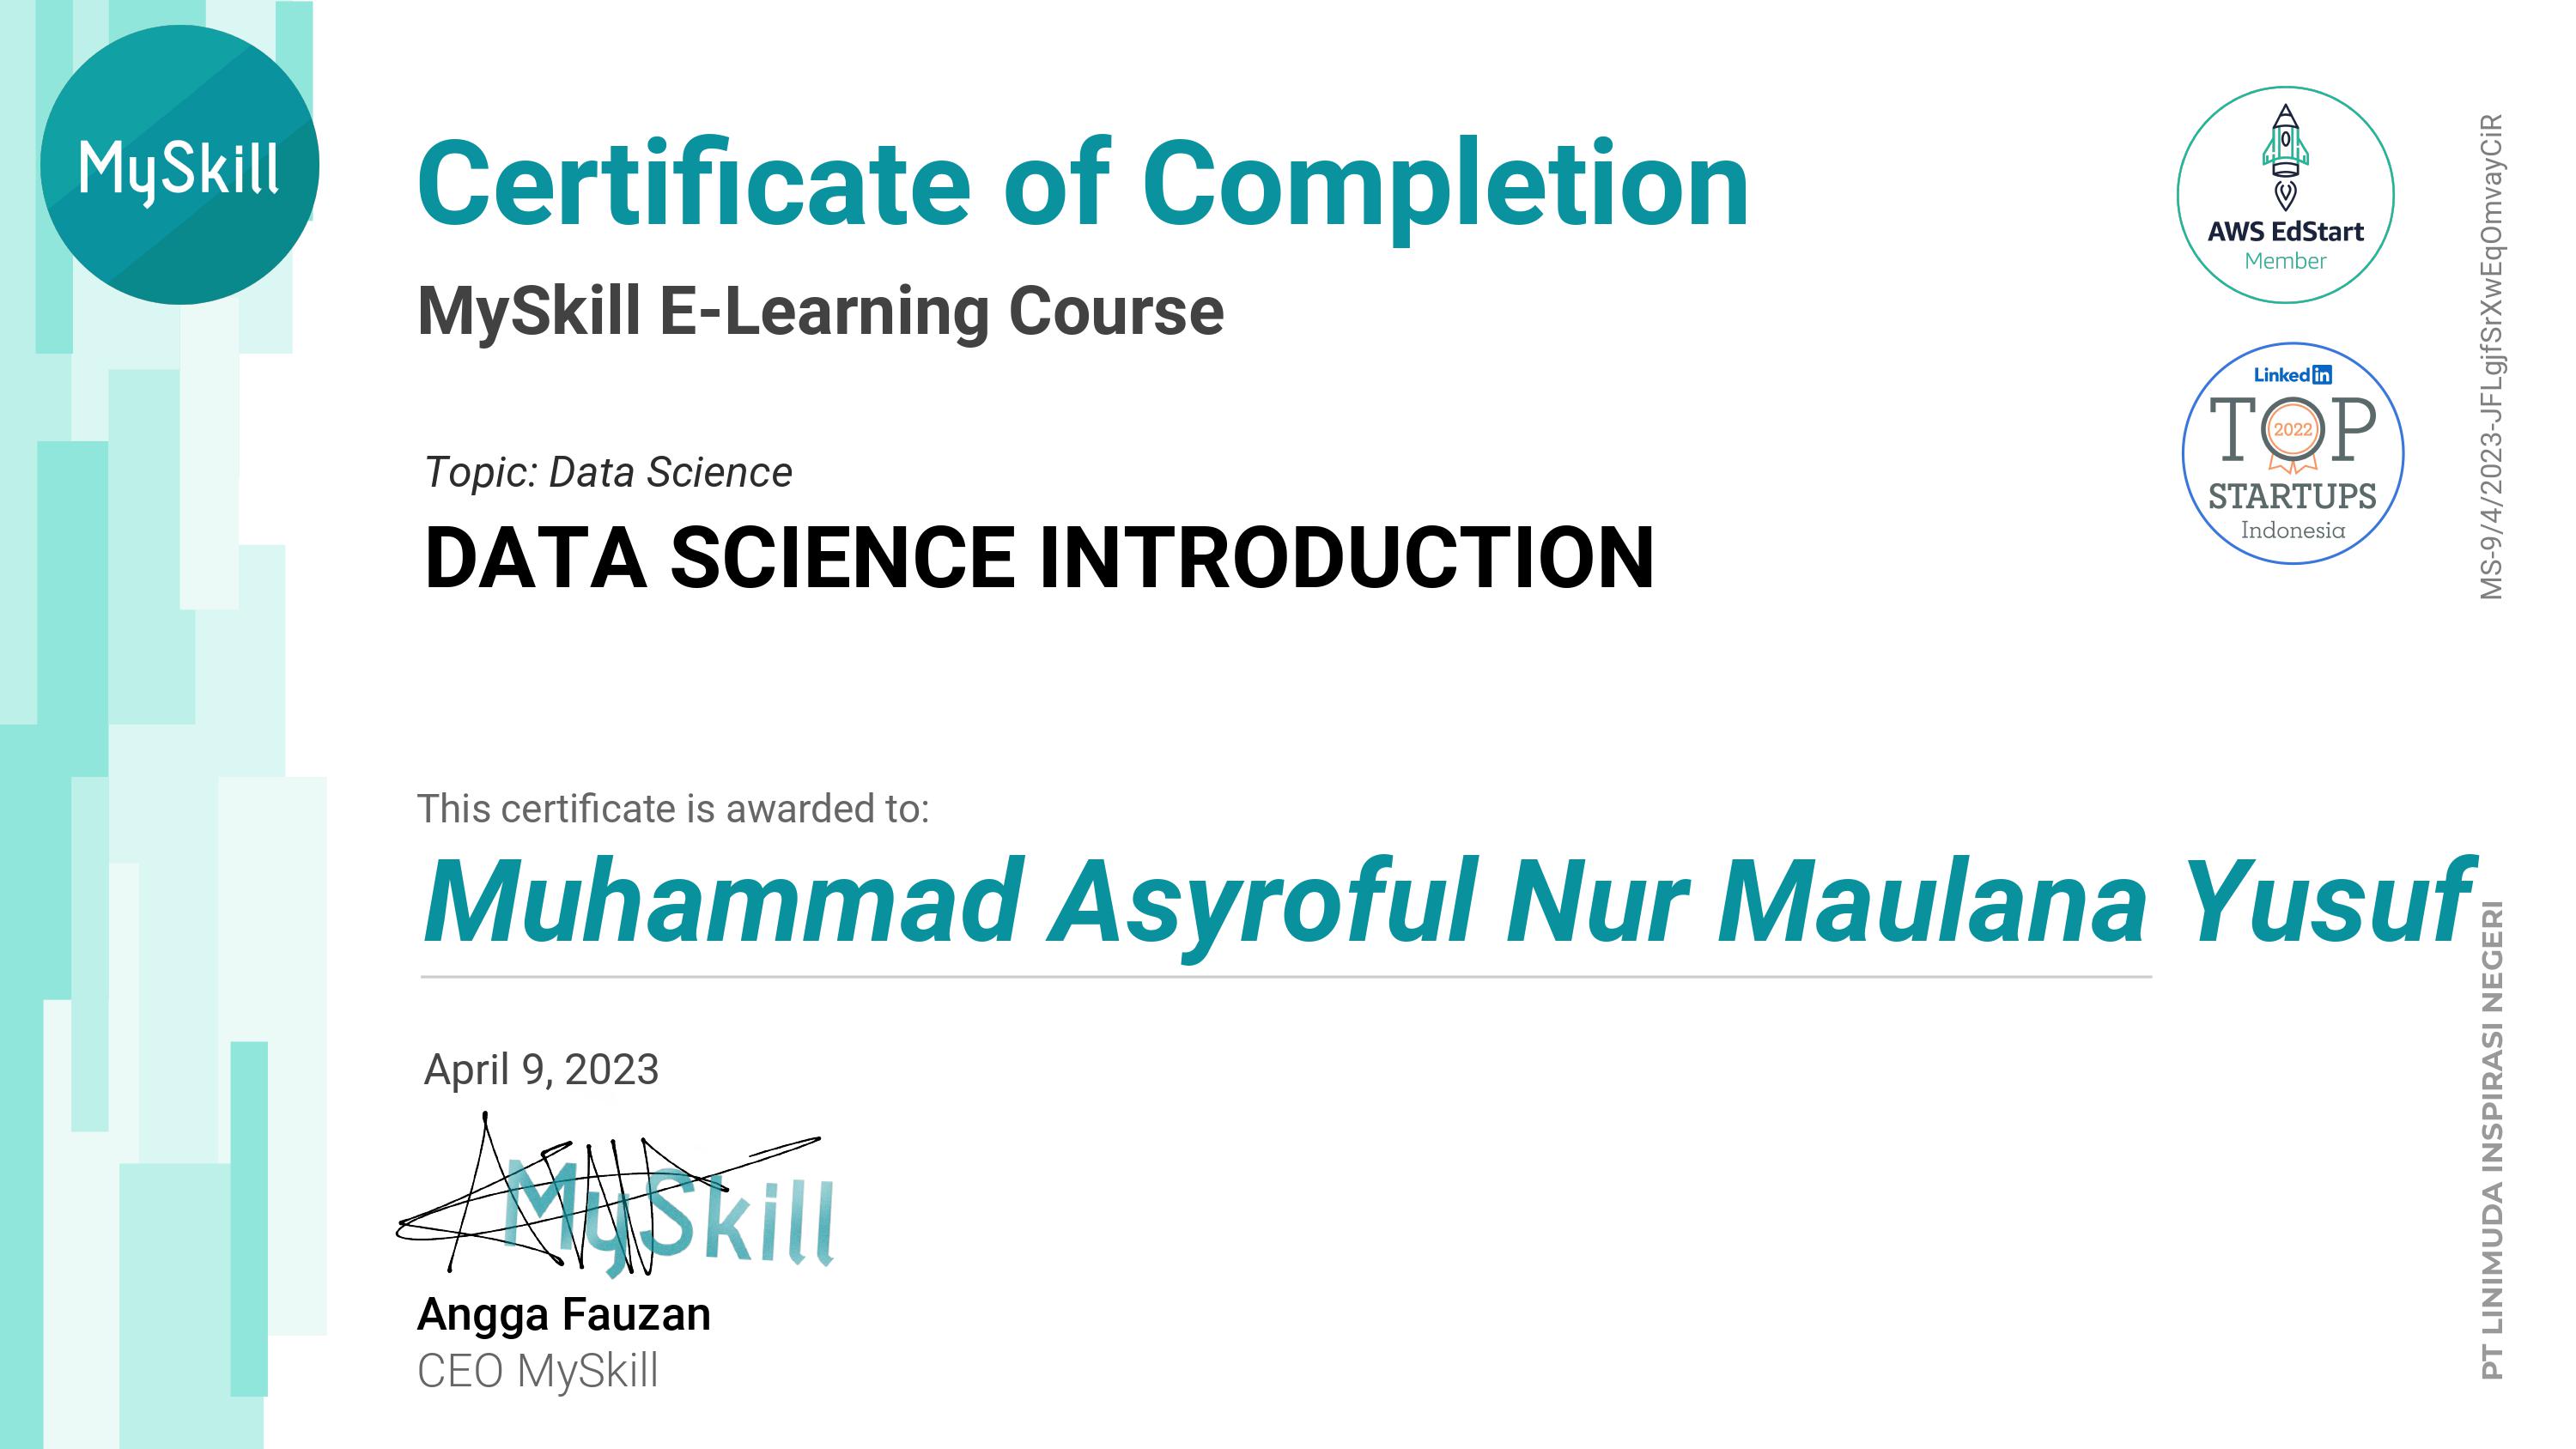 MySkill
Certificate of Completion
MySkill E-Learning Course
AWS EdStart
Member
Linked in
TOP
2022
STARTUPS
Indonesia
MS-9/4/2023-JFLgjfSrXwEqOmvayCiR
Topic: Data Science
DATA SCIENCE INTRODUCTION
This certificate is awarded to:
Muhammad Asyroful Nur Maulana Yusuf
April 9, 2023
MySkill
Angga Fauzan
CEO MySkill
PT LINIMUDA INSPIRASI NEGERI